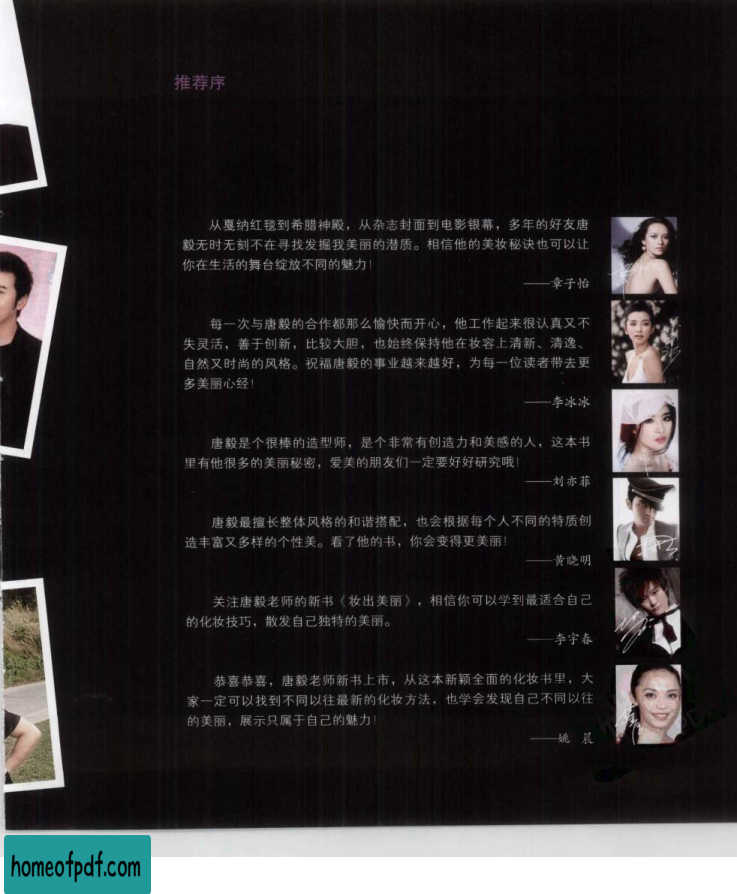 推荐序
从戛纳红毯到希腊神殿，从杂志封面到电影银幕，多年的好友唐
毅无时无刻不在寻找发掘我美丽的潜质。相信他的美妆秘诀也可以让
你在生活的舞台绽放不同的魅力！
——章子怡
每一次与唐毅的合作都那么愉快而开心，他工作起来很认真又不
失灵活，善于创新，比较大胆，也始终保持他在妆容上清新、清逸、
自然又时尚的风格。祝福唐毅的事业越来越好，为每一位读者带去更
多美丽心经！
——李冰冰
唐毅是个很棒的造型师，是个非常有创造力和美感的人，这本书
里有他很多的美丽秘密，爱美的朋友们一定要好好研究哦！
——刘亦菲
唐毅最擅长整体风格的和谐搭配，也会根据每个人不同的特质创
造丰富又多样的个性美。看了他的书，你会变得更美丽！
——黄晓明
关注唐毅老师的新书《妆出美丽》，相信你可以学到最适合自己
的化妆技巧，散发自己独特的美丽。
——李宇春
恭喜恭喜，唐毅老师新书上市，从这本新颖全面的化妆书里，大
家一定可以找到不同以往最新的化妆方法，也学会发现自己不同以往
的美丽，展示只属于自己的魅力！
——姚 晨
homeofpdf.com